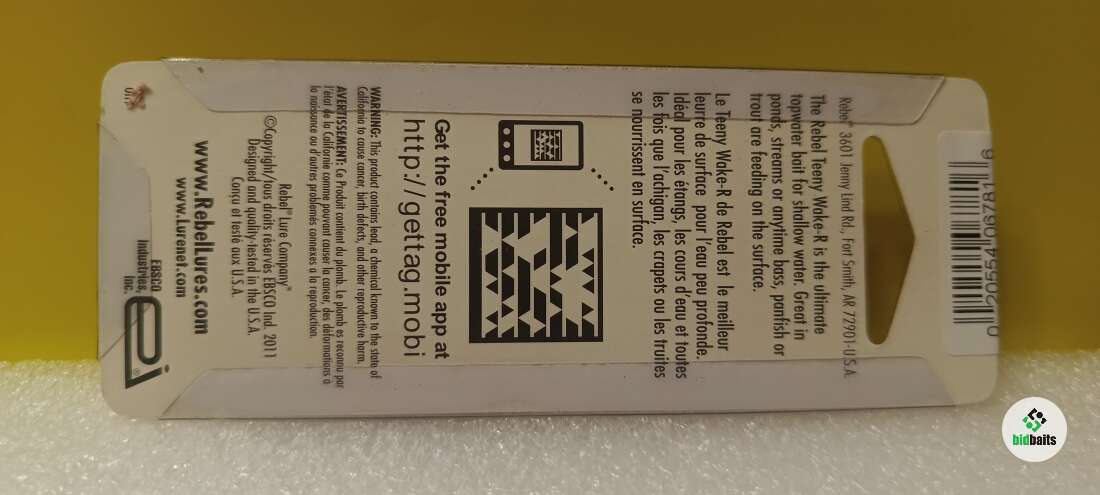 0 20554 06781 6
Rebel® 3601 Jenny Lind Rd., Fort Smith, AR 72901-U.S.A.
The Rebel Teeny Wake-R is the ultimate
topwater bait for shallow water. Great in
ponds, streams or anytime bass, panfish or
trout are feeding on the surface.
Le Teeny Wake-R de Rebel est le meilleur
leurre de surface pour l'eau peu profonde.
Idéal pour les étangs, les cours d'eau et toutes
les fois que l'achigan, les crapets ou les truites
se nourrissent en surface.
Get the free mobile app at
http://gettag.mobi
WARNING: This product contains lead, a chemical known to the state of
California to cause cancer, birth defects, and other reproductive harm.
AVERTISSEMENT: Ce Produit contient du plomb. Le plomb es reconnu par
l'état de la Californie comme pouvant causer la cancer, des déformations à
la naissance ou d'autres problemés connexes à la reproduction.
Rebel® Lure Company®
©Copyright/Tous droits réservés EBSCO Ind. 2011
Designed and quality-tested in the U.S.A.
Conçu et testé aux U.S.A.
www.RebelLures.com
www.Lurenet.com
EBSCO
Industries,
Inc.
bidbaits